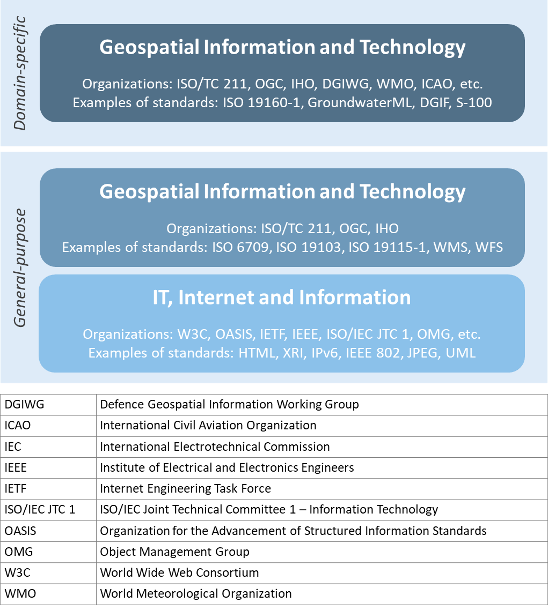 Domain-specific
Geospatial Information and Technology
Organizations: ISO/TC 211, OGC, IHO, DGIWG, WMO, ICAO, etc.
Examples of standards: ISO 19160-1, GroundwaterML, DGIF, S-100
General-purpose
Geospatial Information and Technology
Organizations: ISO/TC 211, OGC, IHO
Examples of standards: ISO 6709, ISO 19103, ISO 19115-1, WMS, WFS
IT, Internet and Information
Organizations: W3C, OASIS, IETF, IEEE, ISO/IEC JTC 1, OMG, etc.
Examples of standards: HTML, XRI, IPv6, IEEE 802, JPEG, UML
DGIWG Defence Geospatial Information Working Group
ICAO International Civil Aviation Organization
IEC International Electrotechnical Commission
IEEE Institute of Electrical and Electronics Engineers
IETF Internet Engineering Task Force
ISO/IEC JTC 1 ISO/IEC Joint Technical Committee 1 – Information Technology
OASIS Organization for the Advancement of Structured Information Standards
OMG Object Management Group
W3C World Wide Web Consortium
WMO World Meteorological Organization